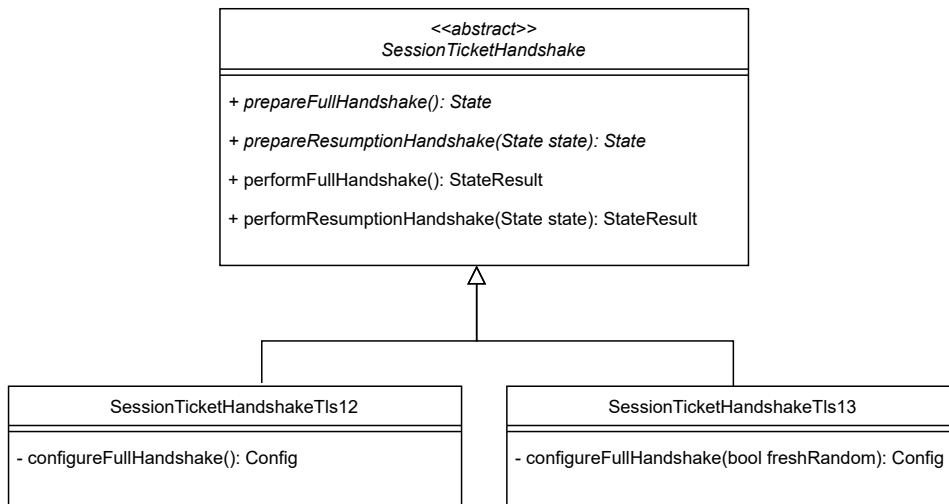 <<abstract>>
SessionTicketHandshake
+ prepareFullHandshake(): State
+ prepareResumptionHandshake(State state): State
+ performFullHandshake(): StateResult
+ performResumptionHandshake(State state): StateResult
SessionTicketHandshakeTls12
- configureFullHandshake(): Config
SessionTicketHandshakeTls13
- configureFullHandshake(bool freshRandom): Config